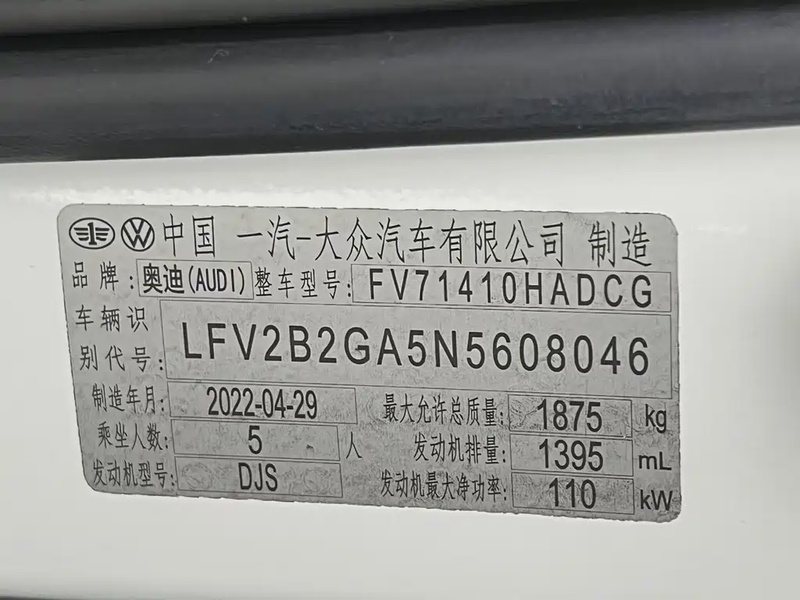 中国 一汽-大众汽车有限公司 制造
品牌: 奥迪(AUDI) 整车型号: FV71410HADCG
车辆识别代号: LFV2B2GA5N5608046
制造年月: 2022-04-29 最大允许总质量: 1875 kg
乘坐人数: 5 人 发动机排量: 1395 mL
发动机型号: DJS 发动机最大净功率: 110 kW